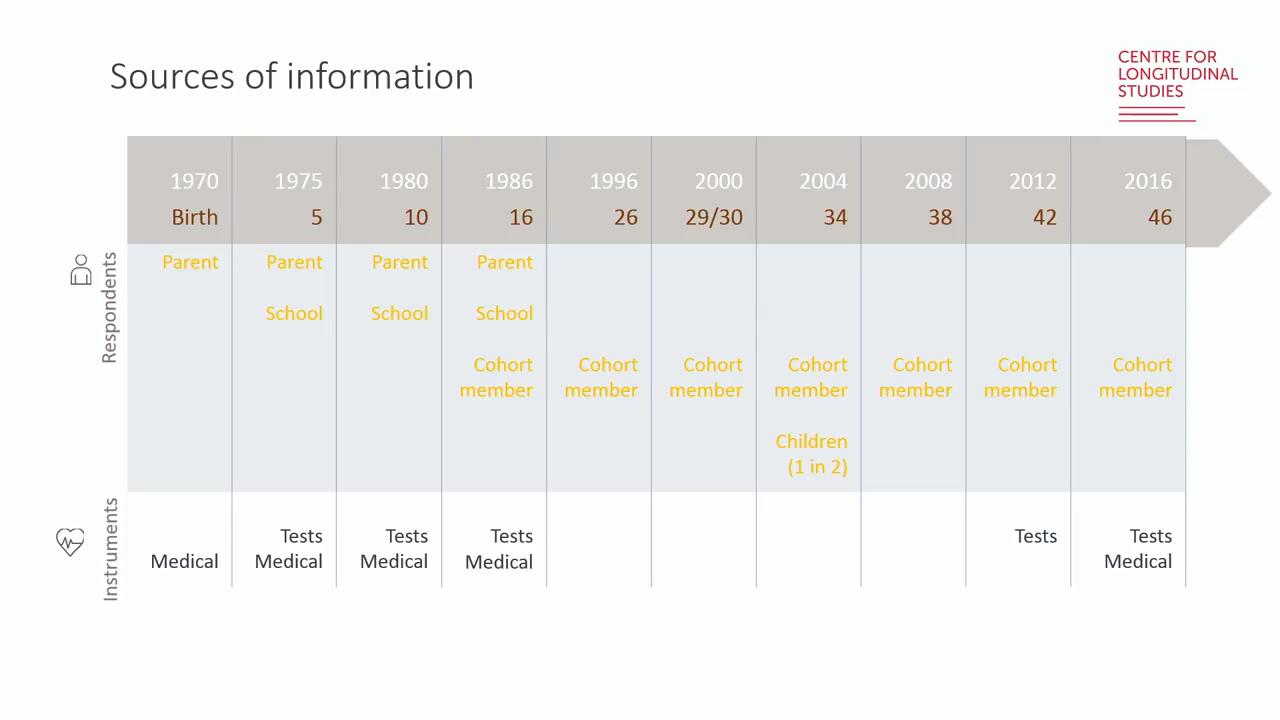 Sources of information
CENTRE FOR
LONGITUDINAL
STUDIES
1970 1975 1980 1986 1996 2000 2004 2008 2012 2016
Birth 5 10 16 26 29/30 34 38 42 46
Respondents
Parent Parent Parent Parent
School School School
Cohort Cohort Cohort Cohort Cohort Cohort Cohort
member member member member member member member
Children
(1 in 2)
Instruments
Tests Tests Tests Tests Tests
Medical Medical Medical Medical Medical